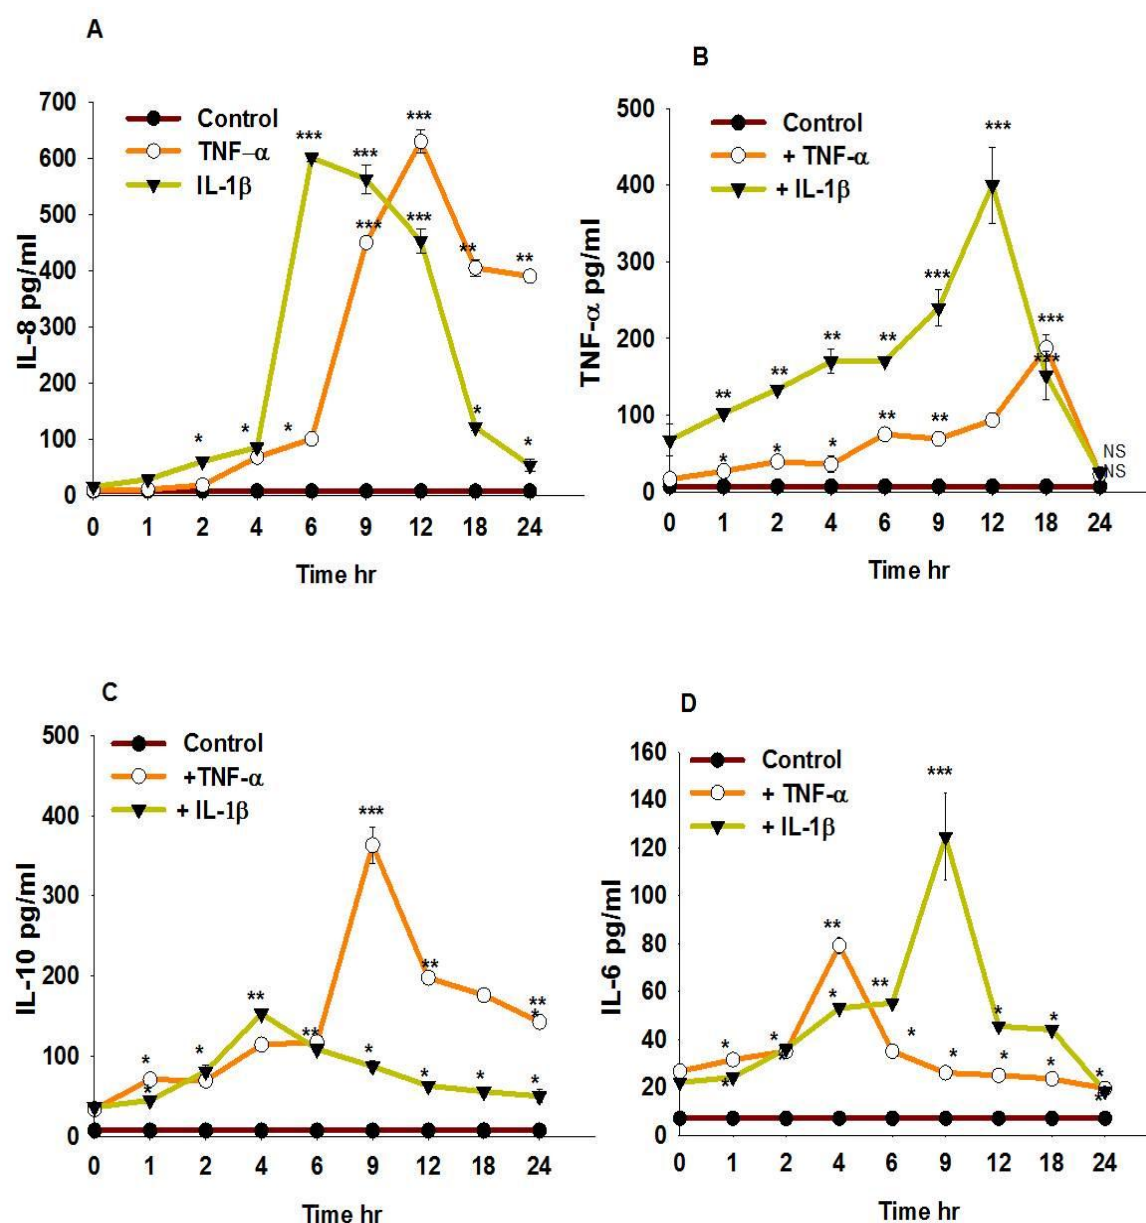 A
IL-8 pg/ml
700
600
500
400
300
200
100
0
Control
TNF-α
IL-1β
***
***
***
***
***
**
**
*
*
*
*
*
0 1 2 4 6 9 12 18 24
Time hr
B
TNF-α pg/ml
500
400
300
200
100
0
Control
+ TNF-α
+ IL-1β
***
***
***
***
**
**
**
**
**
**
*
*
*
NS
NS
0 1 2 4 6 9 12 18 24
Time hr
C
IL-10 pg/ml
500
400
300
200
100
0
Control
+TNF-α
+ IL-1β
***
**
**
**
**
*
*
*
*
*
*
*
*
0 1 2 4 6 9 12 18 24
Time hr
D
IL-6 pg/ml
160
140
120
100
80
60
40
20
0
Control
+ TNF-α
+ IL-1β
***
**
**
*
*
*
*
*
*
*
*
*
*
*
*
*
0 1 2 4 6 9 12 18 24
Time hr